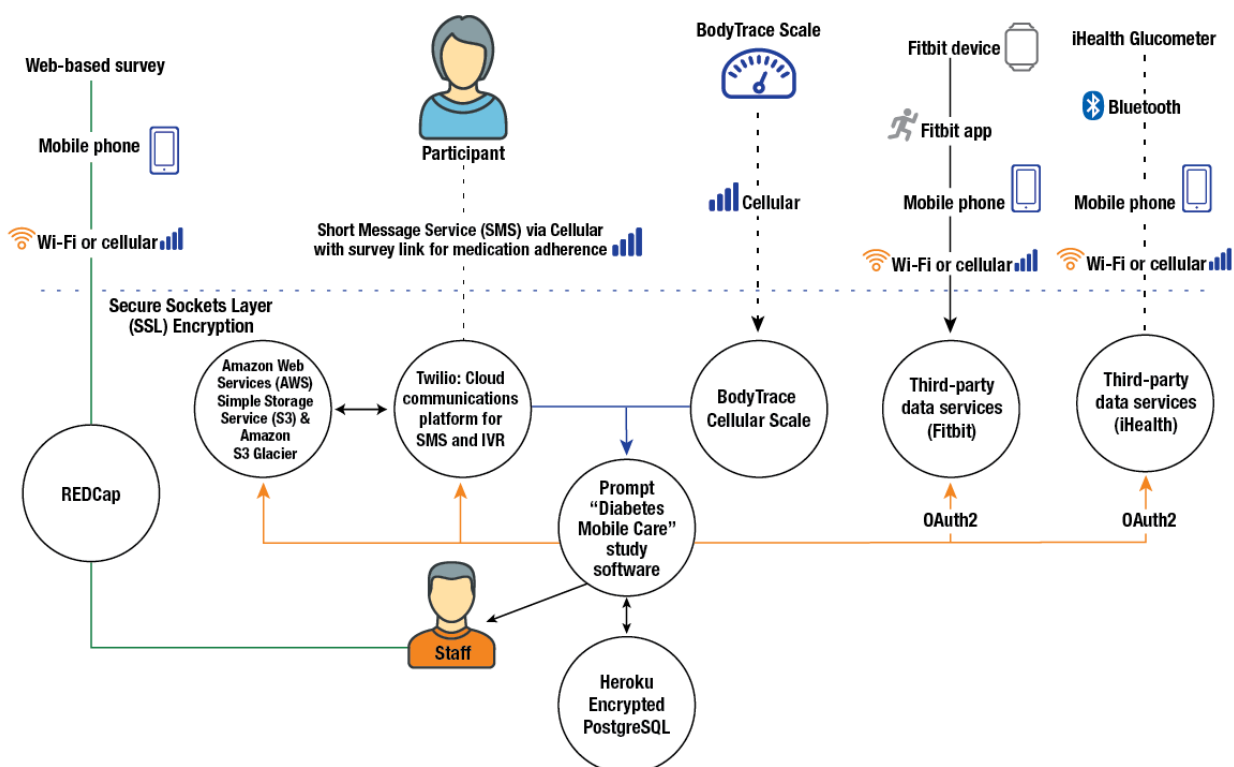 Web-based survey
Mobile phone
Wi-Fi or cellular
Participant
Short Message Service (SMS) via Cellular
with survey link for medication adherence
BodyTrace Scale
Cellular
Fitbit device
Fitbit app
Mobile phone
Wi-Fi or cellular
iHealth Glucometer
Bluetooth
Mobile phone
Wi-Fi or cellular
Secure Sockets Layer
(SSL) Encryption
REDCap
Amazon Web
Services (AWS)
Simple Storage
Service (S3) &
Amazon
S3 Glacier
Twilio: Cloud
communications
platform for
SMS and IVR
BodyTrace
Cellular Scale
Third-party
data services
(Fitbit)
Third-party
data services
(iHealth)
Prompt
“Diabetes
Mobile Care”
study
software
OAuth2
OAuth2
Staff
Heroku
Encrypted
PostgreSQL